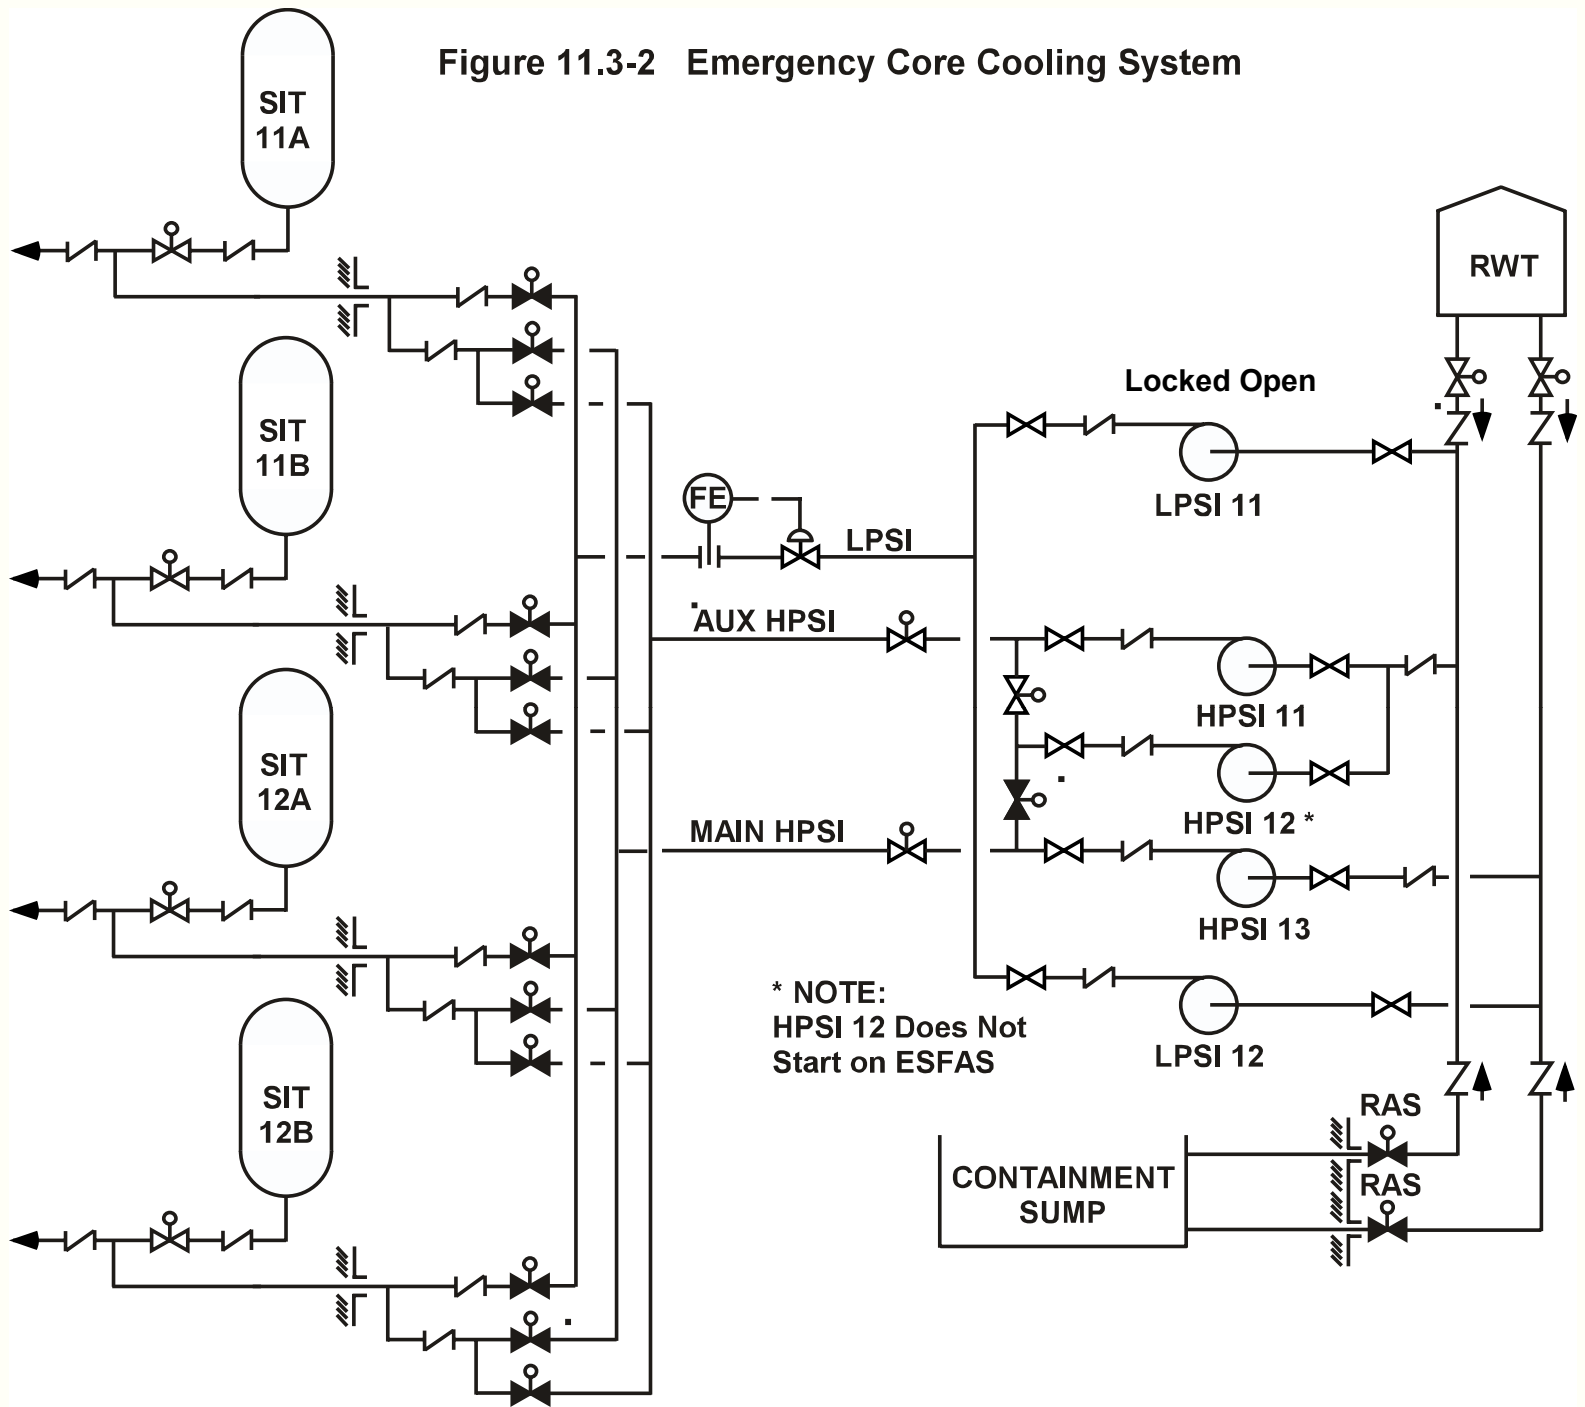 Figure 11.3-2 Emergency Core Cooling System
SIT
11A
RWT
SIT
11B
Locked Open
LPSI 11
FE
LPSI
AUX HPSI
HPSI 11
SIT
12A
MAIN HPSI
HPSI 12 *
HPSI 13
* NOTE:
HPSI 12 Does Not
Start on ESFAS
LPSI 12
SIT
12B
RAS
CONTAINMENT
SUMP
RAS